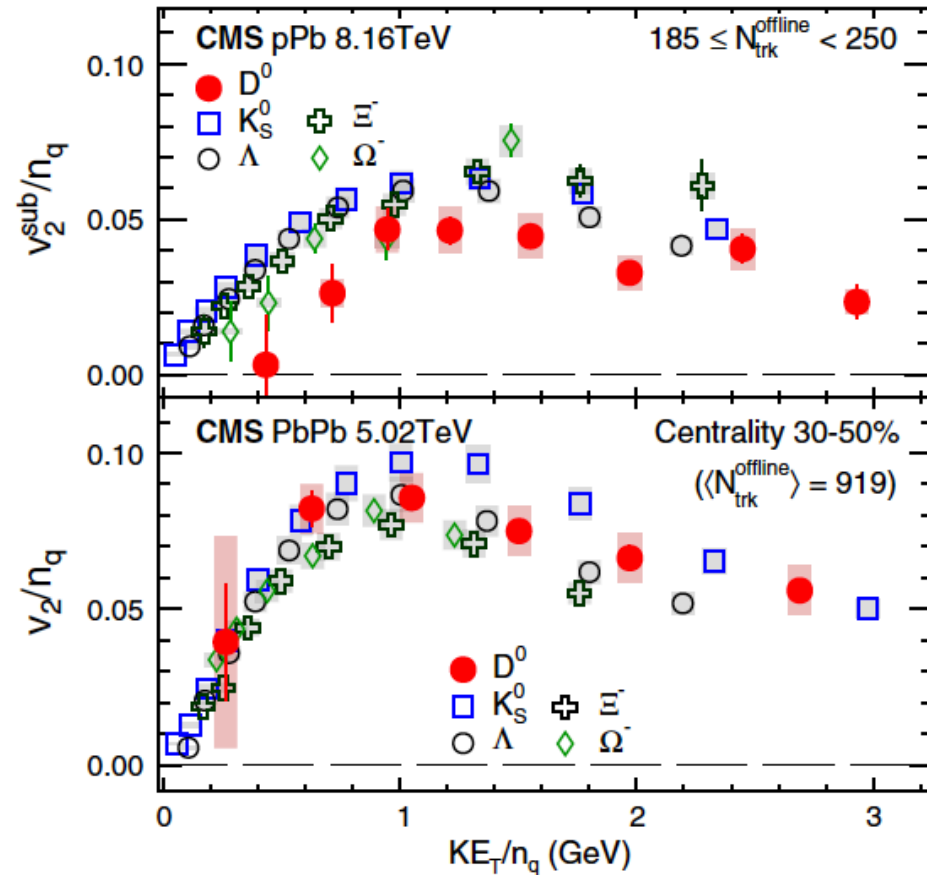 CMS pPb 8.16TeV
185 ≤ N_trk^offline < 250
D⁰
K_S^0
Ξ⁻
Λ
Ω⁻
v_2^sub/n_q
0.10
0.05
0.00
CMS PbPb 5.02TeV
Centrality 30-50%
(⟨N_trk^offline⟩ = 919)
D⁰
K_S^0
Ξ⁻
Λ
Ω⁻
v_2/n_q
0.10
0.05
0.00
0 1 2 3
KE_T/n_q (GeV)